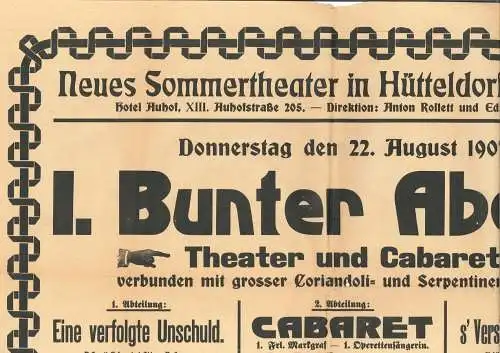 Neues Sommertheater in Hütteldor
Hotel Auhof, XIII. Auhofstraße 205. — Direktion: Anton Rollett und Ed
Donnerstag den 22. August 190
I. Bunter Ab
Theater und Cabaret
verbunden mit grosser Coriandoli- und Serpentine
1. Abteilung:
Eine verfolgte Unschuld.
2. Abteilung:
CABARET
1. Frl. Markgraf — 1. Operettensängerin.
s' Vers